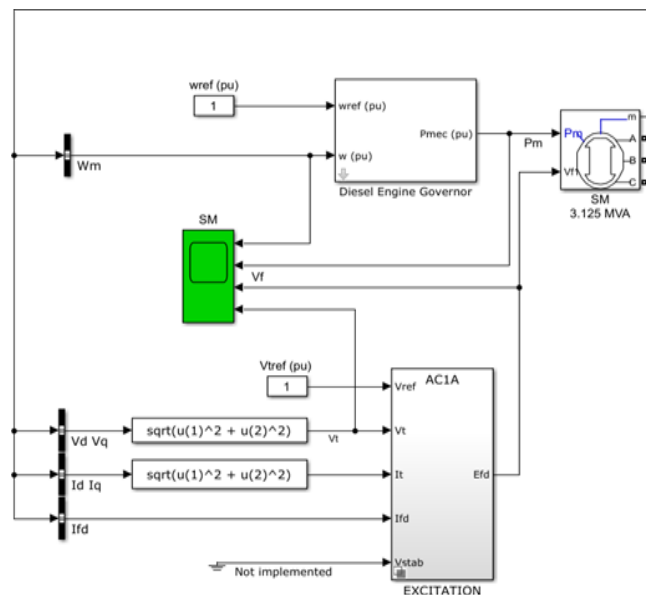 wref (pu)
1
wref (pu)
Pmec (pu)
w (pu)
Diesel Engine Governor
Wm
Pm
Pm
m
A
B
C
Vf1
SM
3.125 MVA
SM
Vf
Vtref (pu)
1
AC1A
Vref
Vt
It
Ifd
Vstab
Efd
EXCITATION
Vd Vq
sqrt(u(1)^2 + u(2)^2)
Vt
Id Iq
sqrt(u(1)^2 + u(2)^2)
Ifd
Not implemented